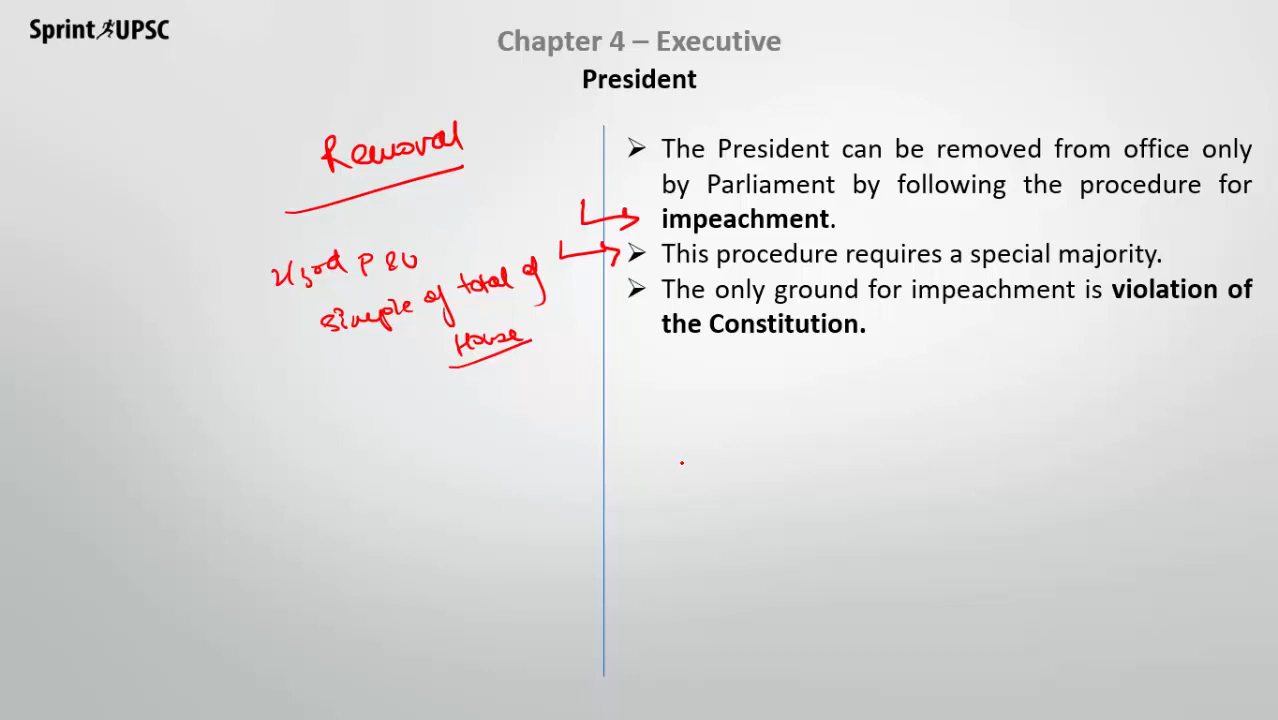 Sprint UPSC
Chapter 4 – Executive
President
Removal
2/3rd P & V
simple of total of
House
➢ The President can be removed from office only
by Parliament by following the procedure for
impeachment.
➢ This procedure requires a special majority.
➢ The only ground for impeachment is violation of
the Constitution.